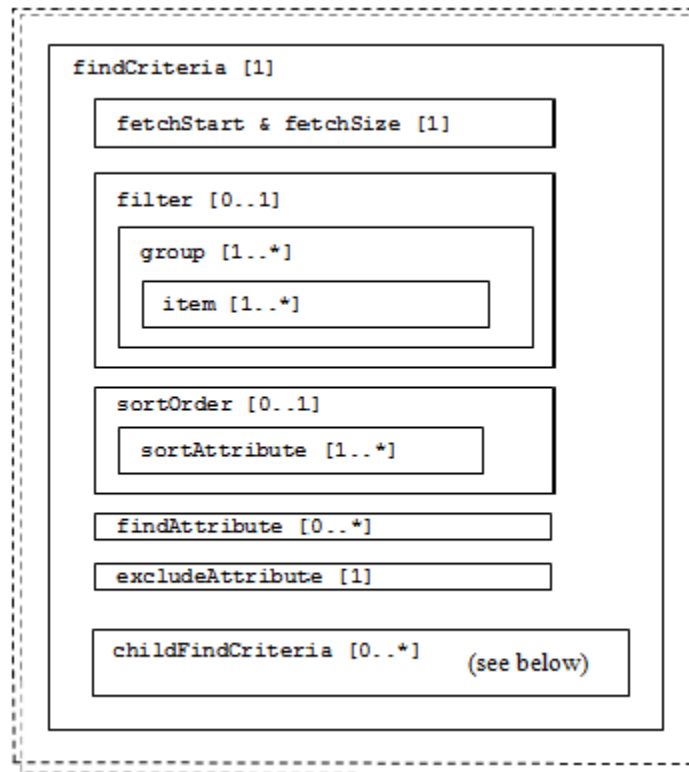 findCriteria [1]
fetchStart & fetchSize [1]
filter [0..1]
group [1..*]
item [1..*]
sortOrder [0..1]
sortAttribute [1..*]
findAttribute [0..*]
excludeAttribute [1]
childFindCriteria [0..*] (see below)